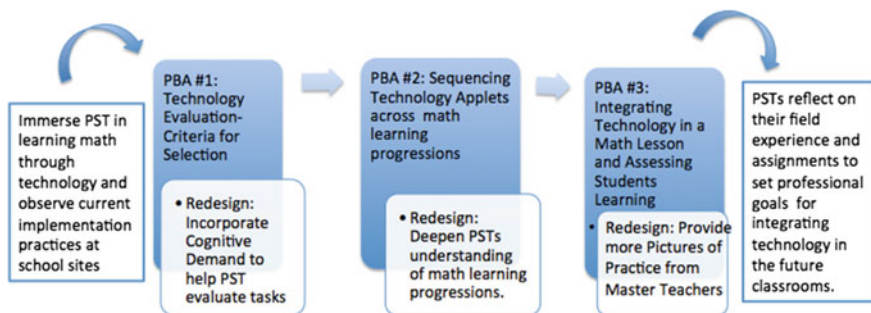 Immerse PST in
learning math
through
technology and
observe current
implementation
practices at
school sites
PBA #1:
Technology
Evaluation-
Criteria for
Selection
• Redesign:
Incorporate
Cognitive
Demand to
help PST
evaluate tasks
PBA #2: Sequencing
Technology Applets
across math
learning
progressions
• Redesign:
Deepen PSTs
understanding
of math learning
progressions.
PBA #3:
Integrating
Technology in a
Math Lesson
and Assessing
Students
Learning
• Redesign: Provide
more Pictures of
Practice from
Master Teachers
PSTs reflect on
their field
experience and
assignments to
set professional
goals for
integrating
technology in
the future
classrooms.